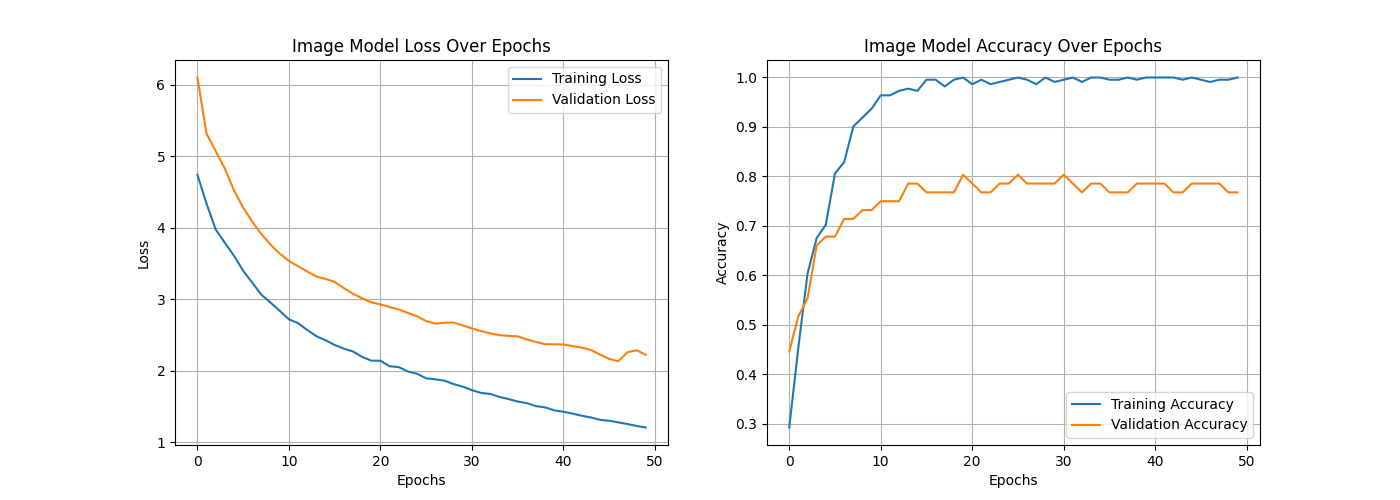 Image Model Loss Over Epochs
Training Loss
Validation Loss
6
5
4
3
2
1
Loss
0 10 20 30 40 50
Epochs
Image Model Accuracy Over Epochs
1.0
0.9
0.8
0.7
0.6
0.5
0.4
0.3
Accuracy
Training Accuracy
Validation Accuracy
0 10 20 30 40 50
Epochs